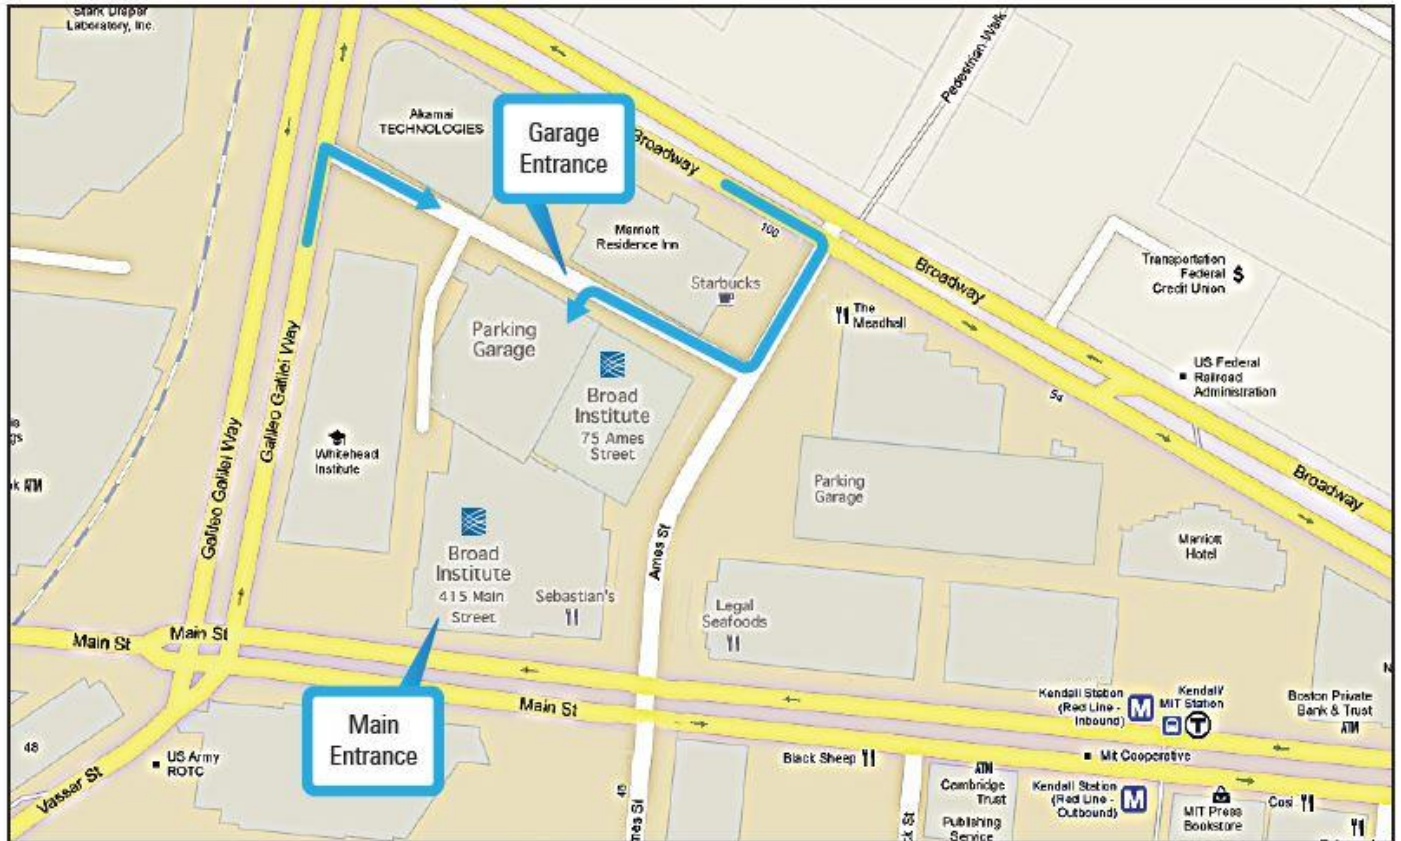 Stark Draper
Laboratory, Inc.
Akamai
TECHNOLOGIES
Garage
Entrance
Broadway
Pedestrian Walk
Marriott
Residence Inn
100
Starbucks
Broadway
Transportation
Federal
Credit Union
$
The
Meadhall
Parking
Garage
Galileo Galilei Way
Galileo Galilei Way
Broad
Institute
75 Ames
Street
US Federal
Railroad
Administration
54
Whitehead
Institute
ATM
Parking
Garage
Broadway
Ames St
Marriott
Hotel
Broad
Institute
415 Main
Street
Sebastian's
Legal
Seafoods
Main St
Main St
Main St
Main
Entrance
Kendall Station
(Red Line -
Inbound)
M
Kendall/
MIT Station
T
Boston Private
Bank & Trust
ATM
48
US Army
ROTC
Vassar St
Black Sheep
Mit Cooperative
ATM
Cambridge
Trust
Publishing
Service
Kendall Station
(Red Line -
Outbound)
M
MIT Press
Bookstore
Cosi